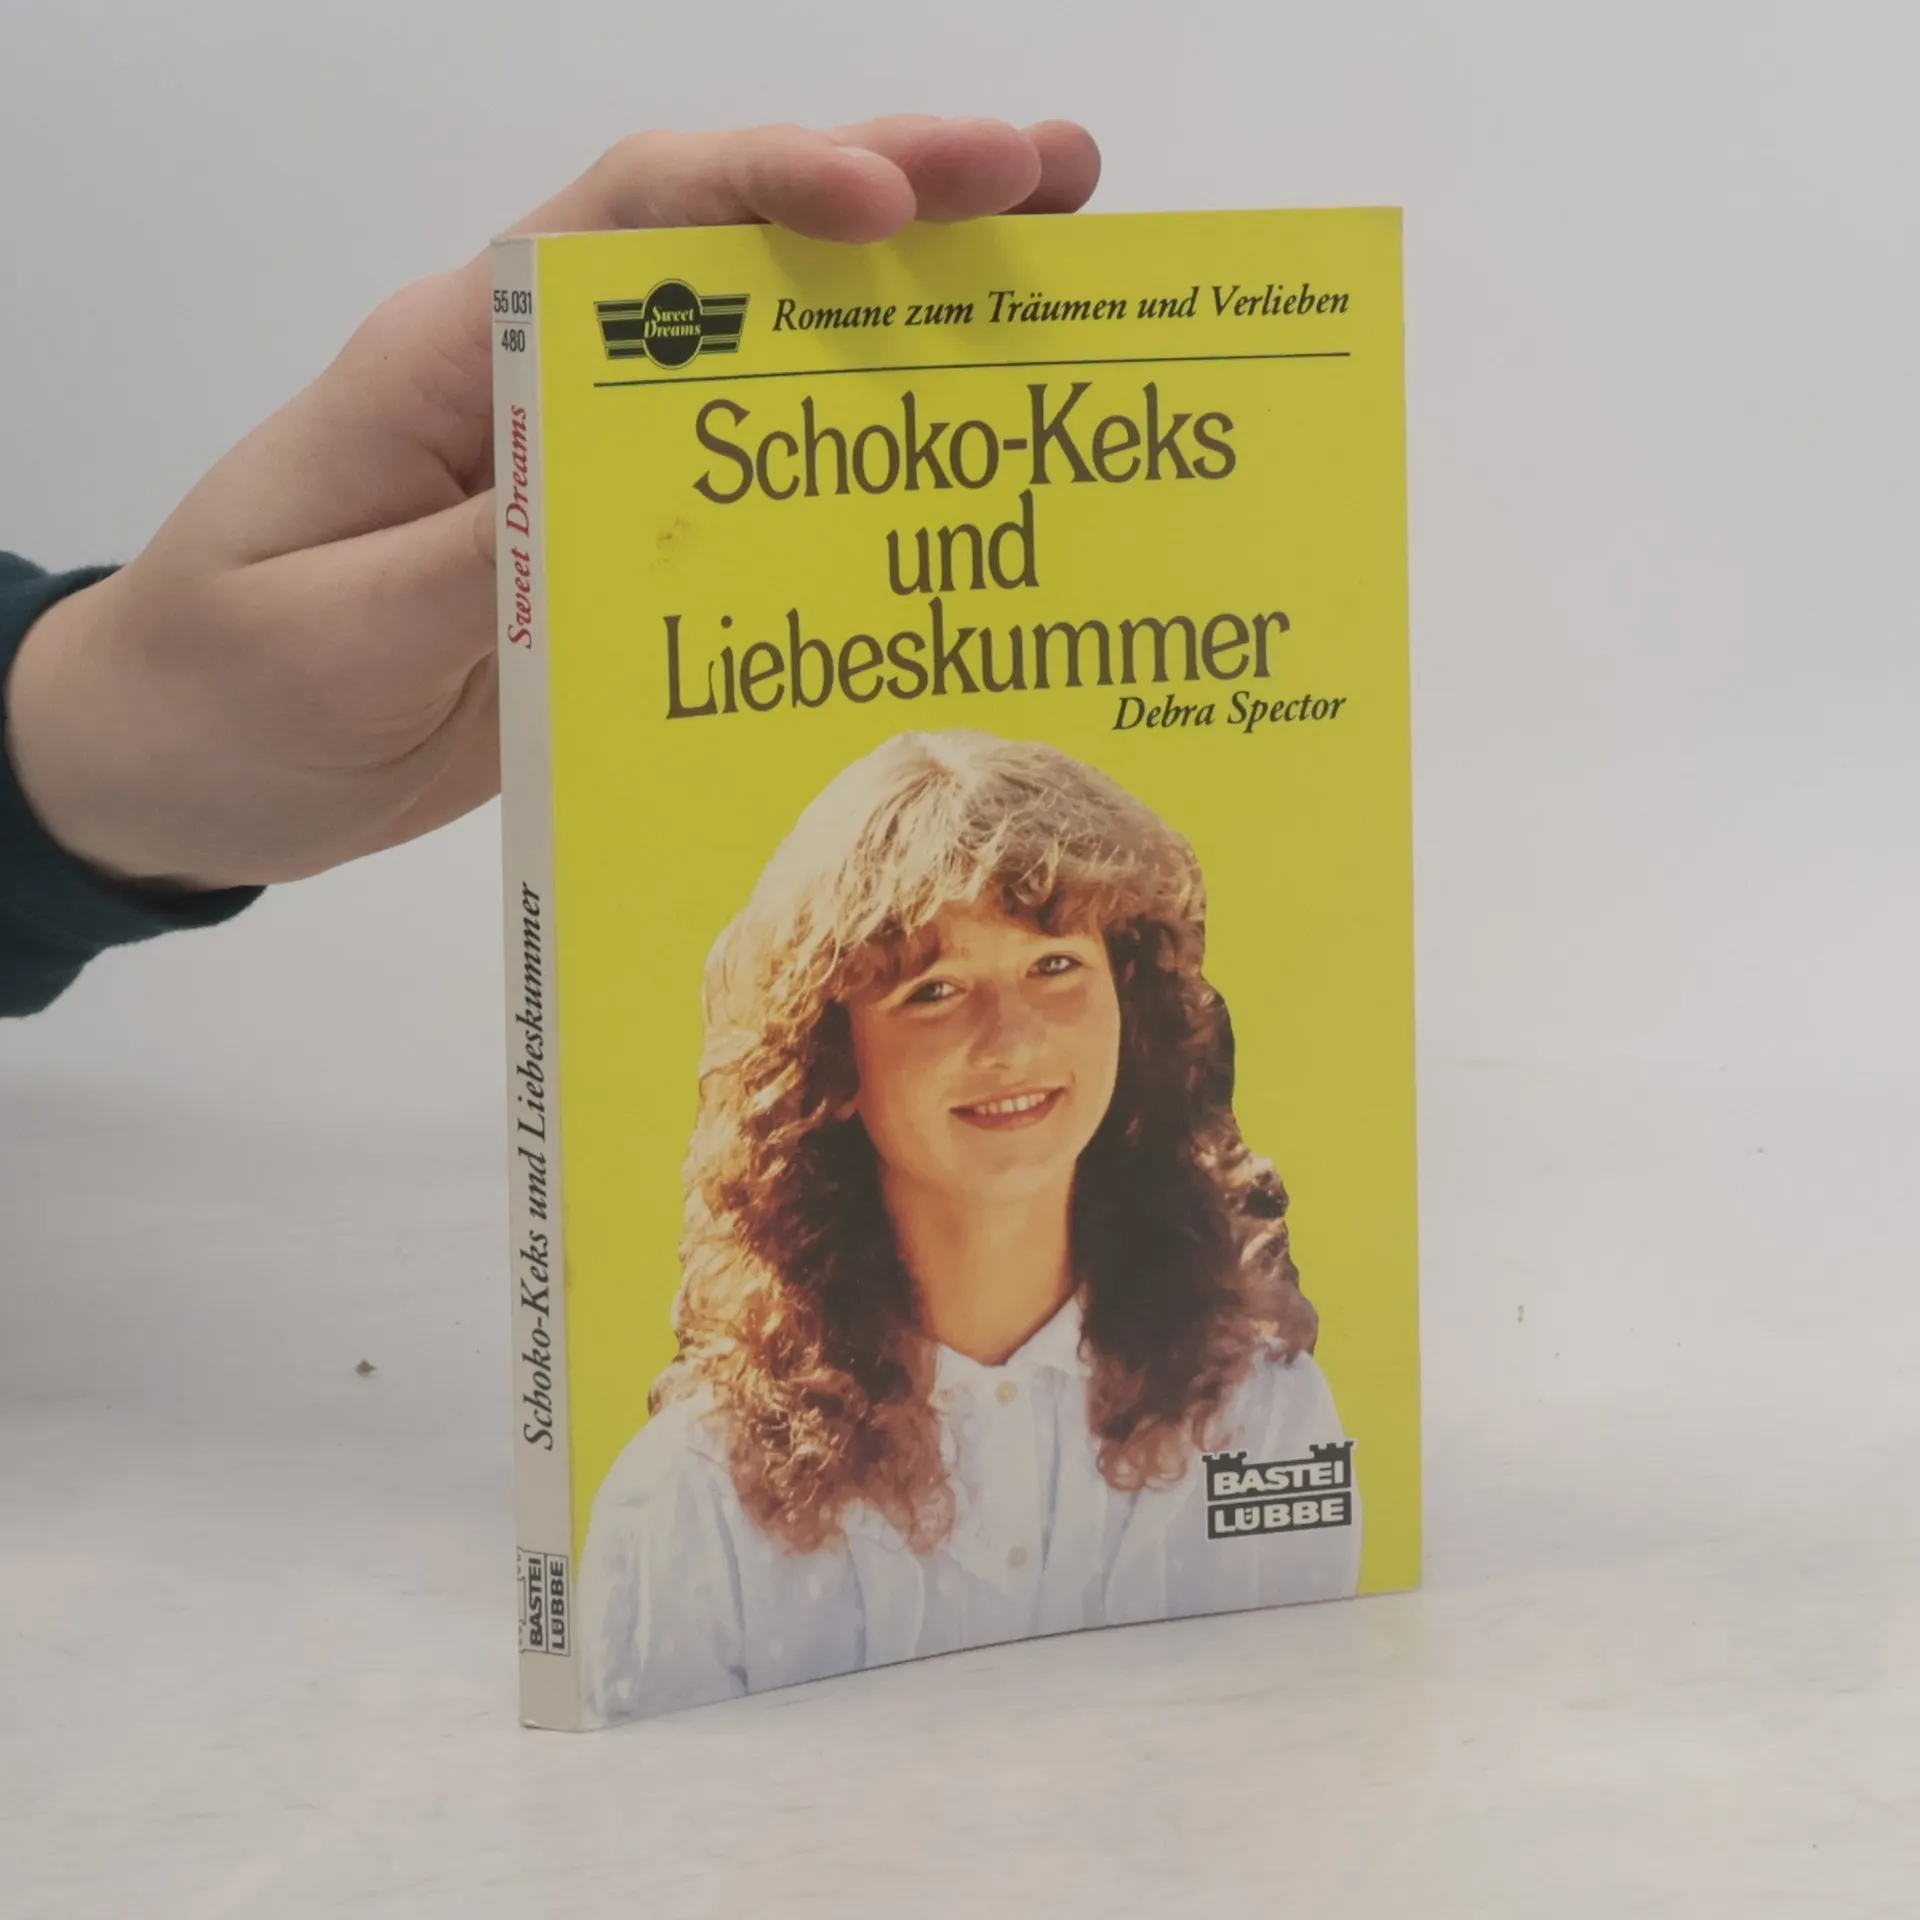 55 031
480
Sweet Dreams
Schoko-Keks und Liebeskummer
BASTEI
LÜBBE
Sweet
Dreams
Romane zum Träumen und Verlieben
Schoko-Keks
und
Liebeskummer
Debra Spector
BASTEI
LÜBBE